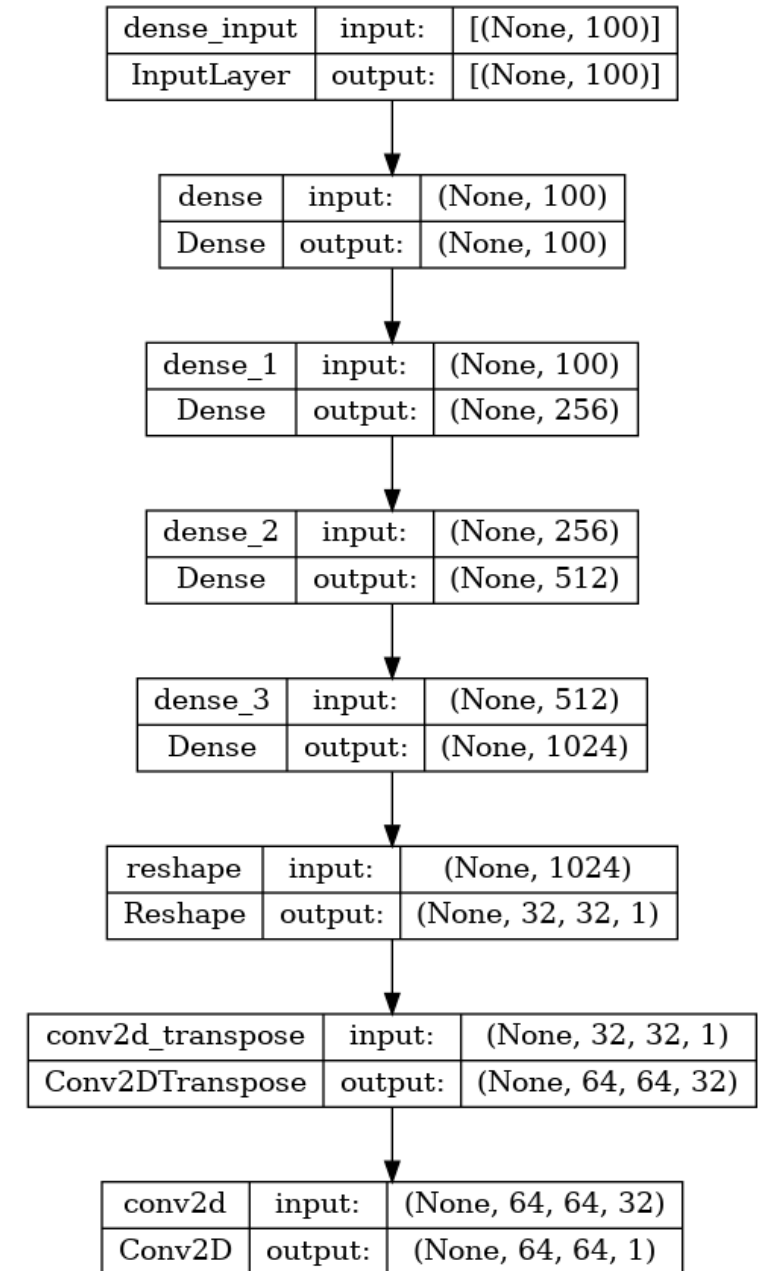 dense_input input: [(None, 100)]
InputLayer output: [(None, 100)]
dense input: (None, 100)
Dense output: (None, 100)
dense_1 input: (None, 100)
Dense output: (None, 256)
dense_2 input: (None, 256)
Dense output: (None, 512)
dense_3 input: (None, 512)
Dense output: (None, 1024)
reshape input: (None, 1024)
Reshape output: (None, 32, 32, 1)
conv2d_transpose input: (None, 32, 32, 1)
Conv2DTranspose output: (None, 64, 64, 32)
conv2d input: (None, 64, 64, 32)
Conv2D output: (None, 64, 64, 1)